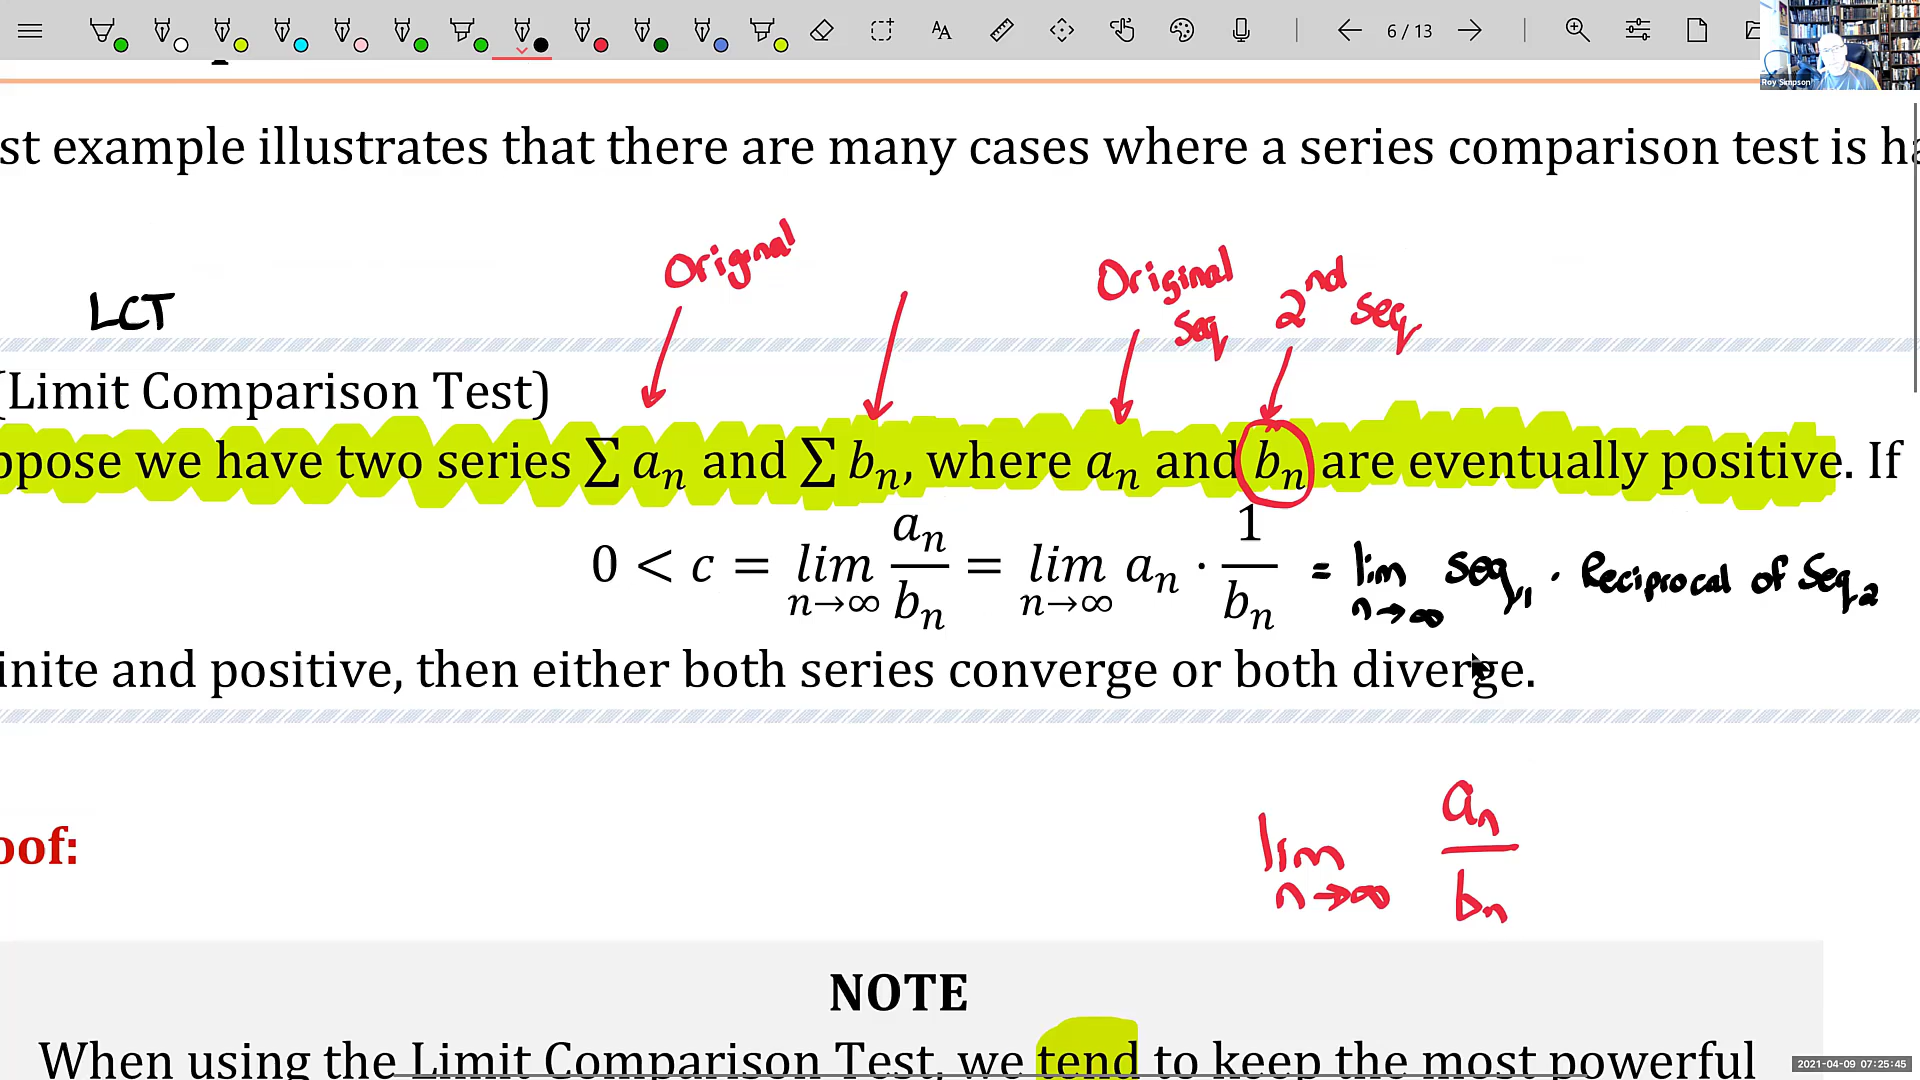 6 / 13
Roy Simpson
st example illustrates that there are many cases where a series comparison test is ha
Original
Original
Seq
2nd seq
LCT
(Limit Comparison Test)
ppose we have two series ∑ aₙ and ∑ bₙ, where aₙ and bₙ are eventually positive. If
0 < c = lim n→∞ aₙ/bₙ = lim n→∞ aₙ · 1/bₙ = lim n→∞ seq₁ · Reciprocal of Seq₂
inite and positive, then either both series converge or both diverge.
lim n→∞ aₙ/bₙ
oof:
NOTE
When using the Limit Comparison Test, we tend to keep the most powerful
2021-04-09 07:25:45